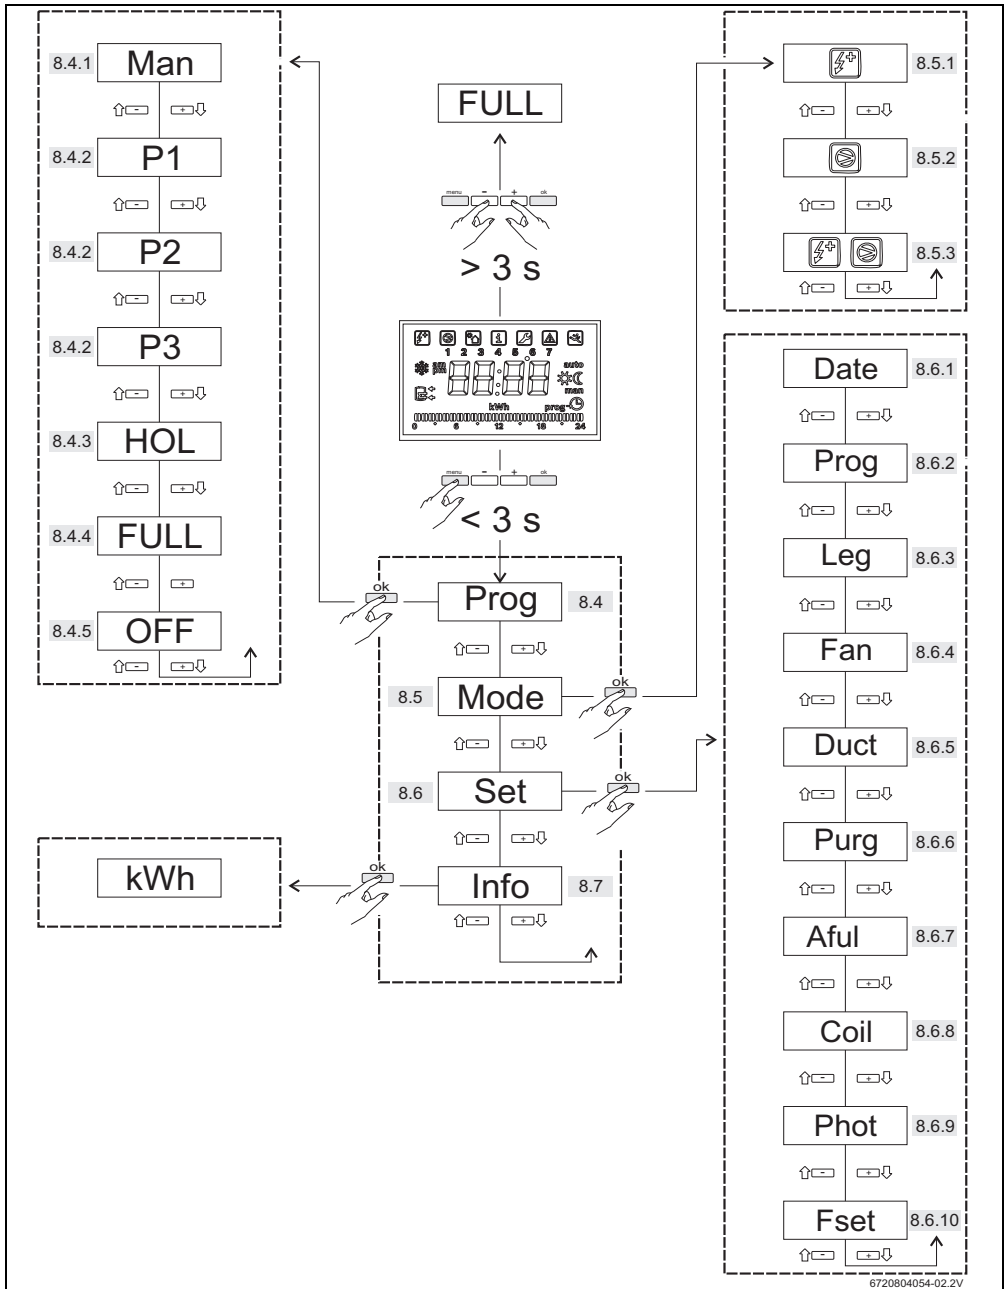 8.4.1 Man
- +
8.4.2 P1
- +
8.4.2 P2
- +
8.4.2 P3
- +
8.4.3 HOL
- +
8.4.4 FULL
- +
8.4.5 OFF
- +
FULL
menu - + ok
> 3 s
1 2 3 4 5 6 7
am
pm
88:88
auto
man
kWh prog
0 6 12 18 24
menu - + ok
< 3 s
ok
Prog 8.4
- +
8.5 Mode
ok
- +
8.6 Set
ok
- +
ok
Info 8.7
- +
kWh
8.5.1
- +
8.5.2
- +
8.5.3
- +
Date 8.6.1
- +
Prog 8.6.2
- +
Leg 8.6.3
- +
Fan 8.6.4
- +
Duct 8.6.5
- +
Purg 8.6.6
- +
Aful 8.6.7
- +
Coil 8.6.8
- +
Phot 8.6.9
- +
Fset 8.6.10
- +
6720804054-02.2V